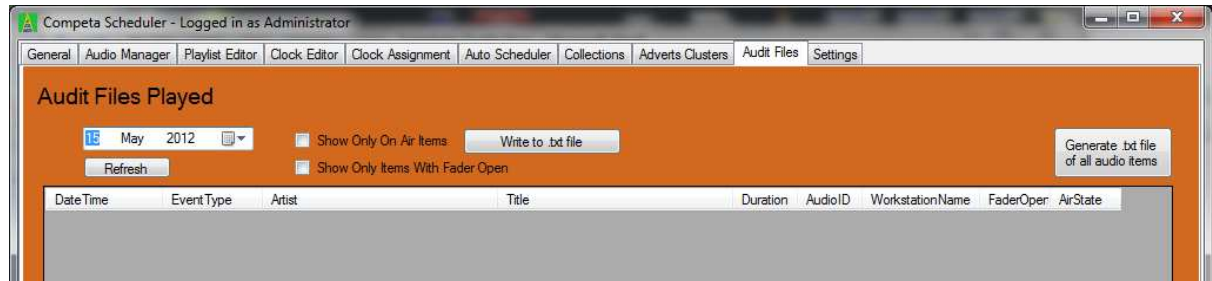 Competa Scheduler - Logged in as Administrator
General Audio Manager Playlist Editor Clock Editor Clock Assignment Auto Scheduler Collections Adverts Clusters Audit Files Settings
Audit Files Played
15 May 2012
Show Only On Air Items
Write to .txt file
Generate .txt file
of all audio items
Refresh
Show Only Items With Fader Open
DateTime EventType Artist Title Duration AudioID WorkstationName FaderOpen AirState